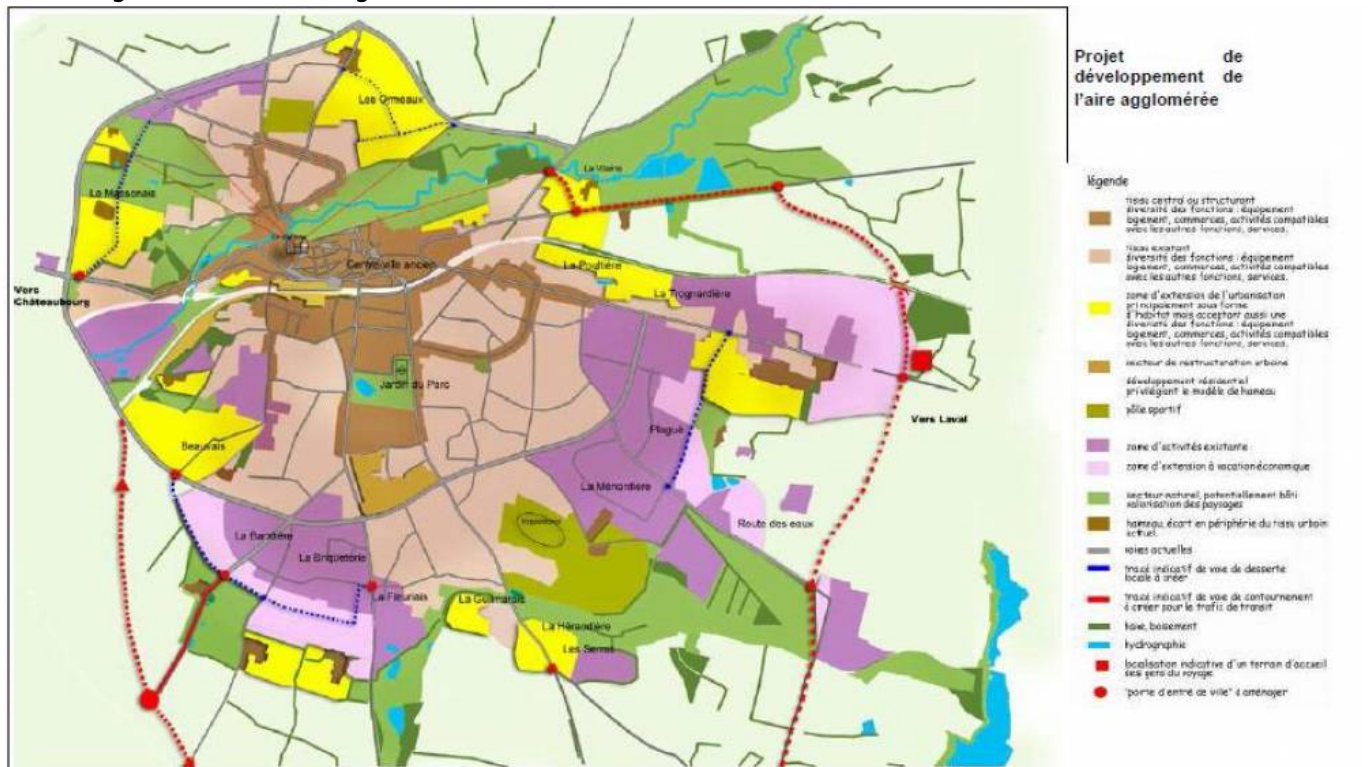 Projet de
développement de
l'aire agglomérée
Les Ormeaux
La Massonais
La Vilaine
Centre ville ancien
La Poultière
La Trognardière
Vers
Châteaubourg
Jardin du Parc
Vers Laval
Plagué
Beauvais
La Ménardière
Route des eaux
La Baratière
La Briqueterie
La Fleuriais
La Guilmarais
La Hérandière
Les Serres
légende
tissu central ou structurant
diversité des fonctions : équipement
logement, commerces, activités compatibles
avec les autres fonctions, services.
tissu existant
diversité des fonctions : équipement
logement, commerces, activités compatibles
avec les autres fonctions, services.
zone d'extension de l'urbanisation
principalement sous forme
d'habitat mais acceptant aussi une
diversité des fonctions : équipement
logement, commerces, activités compatibles
avec les autres fonctions, services.
secteur de restructuration urbaine
développement résidentiel
privilégiant le modèle de hameau
pôle sportif
zone d'activités existante
zone d'extension à vocation économique
secteur naturel, potentiellement bâti
valorisation des paysages
hameau, écart en périphérie du tissu urbain
actuel.
voies actuelles
tracé indicatif de voie de desserte
locale à créer
tracé indicatif de voie de contournement
à créer pour le trafic de transit
haie, boisement
hydrographie
localisation indicative d'un terrain d'accueil
des gens du voyage
"porte d'entré de ville" à aménager